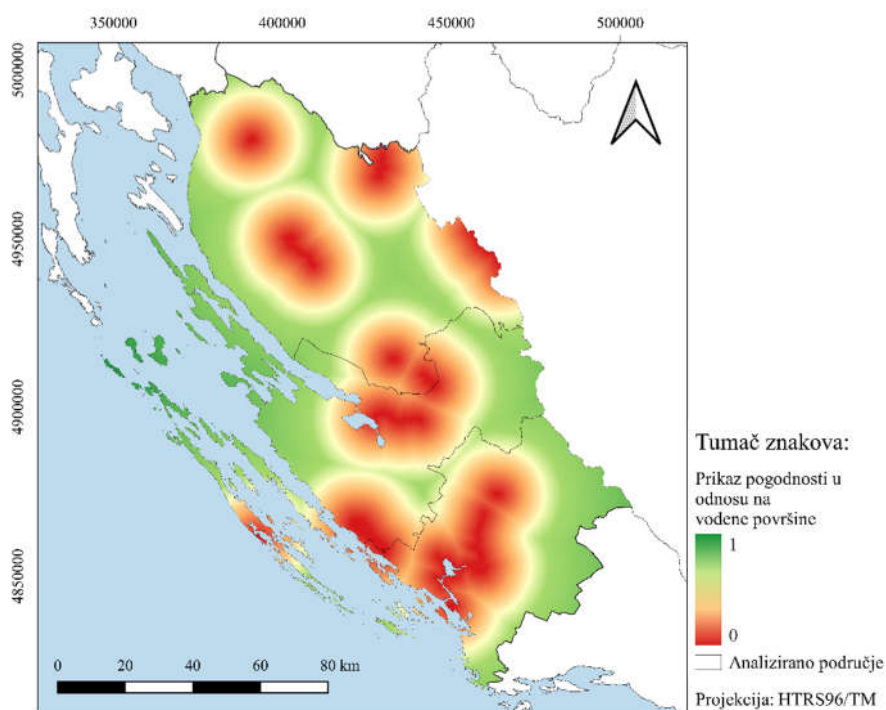 350000 400000 450000 500000
5000000
4950000
4900000
4850000
Tumač znakova:
Prikaz pogodnosti u
odnosu na
vodene površine
1
0
Analizirano područje
Projekcija: HTRS96/TM
0 20 40 60 80 km